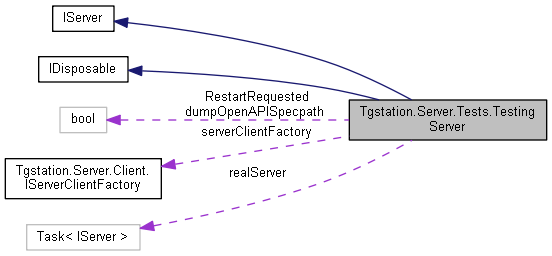 IServer
IDisposable
bool
Tgstation.Server.Client.
IServerClientFactory
Task< IServer >
RestartRequested
dumpOpenAPISpecpath
serverClientFactory
realServer
Tgstation.Server.Tests.Testing
Server